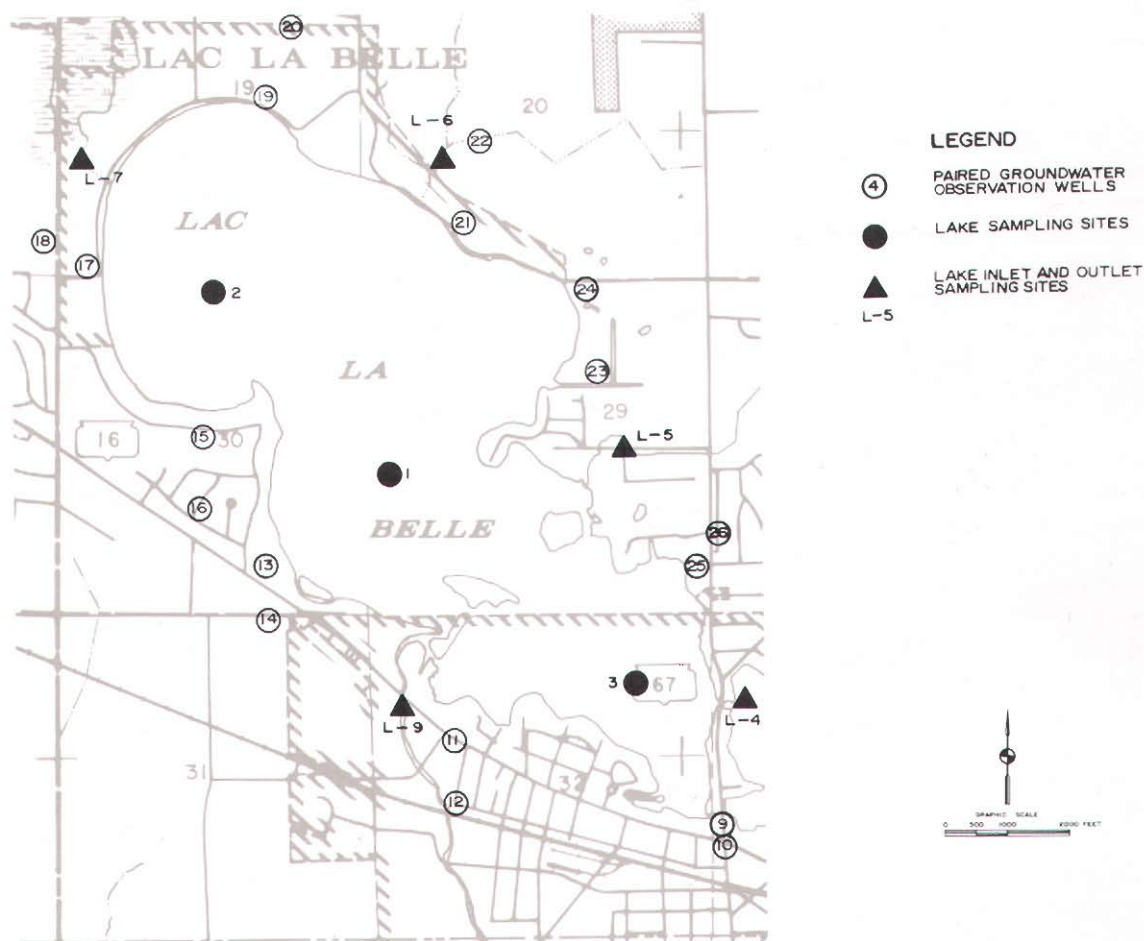 20
LAC LA BELLE
19
19
20
L-6
22
L-7
LAC
21
18
17
2
24
LA
23
29
16
15
30
L-5
1
16
BELLE
26
13
25
14
3
67
L-9
L-4
11
31
32
12
9
10
LEGEND
4
PAIRED GROUNDWATER
OBSERVATION WELLS
LAKE SAMPLING SITES
LAKE INLET AND OUTLET
SAMPLING SITES
L-5
GRAPHIC SCALE
0 500 1000 2000 FEET